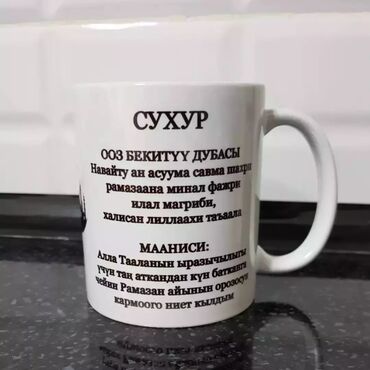 СУХУР
ООЗ БЕКИТҮҮ ДУБАСЫ
Навайту ан асуума савма шахри
рамазаана минал фажри
илал магриби,
халисан лиллаахи таъаала
МААНИСИ:
Алла Тааланын ыразычылыгы
үчүн таң аткандан күн батканга
чейин Рамазан айынын орозосун
кармоого ниет кылдым